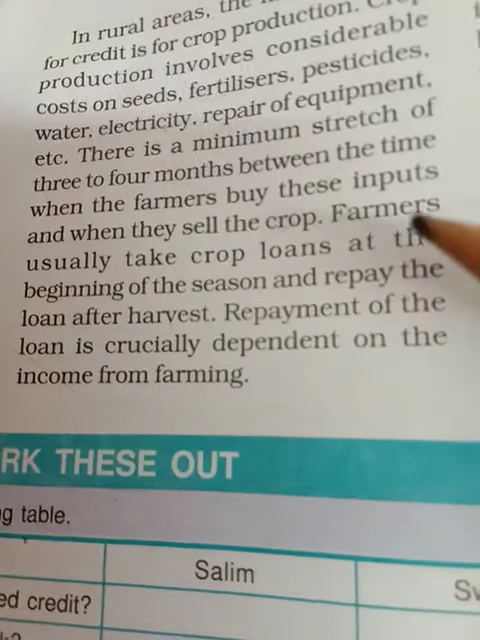 In rural areas, the
for credit is for crop production.
production involves considerable
costs on seeds, fertilisers, pesticides,
water, electricity, repair of equipment,
etc. There is a minimum stretch of
three to four months between the time
when the farmers buy these inputs
and when they sell the crop. Farmers
usually take crop loans at
beginning of the season and repay the
loan after harvest. Repayment of the
loan is crucially dependent on the
income from farming.
RK THESE OUT
g table.
Salim
ed credit?